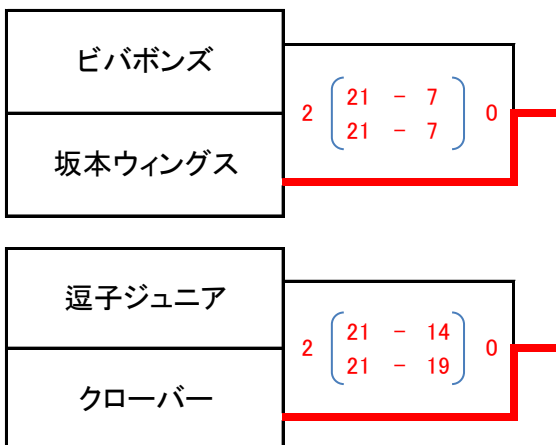 ビバボンズ
2 21 - 7 0
21 - 7
坂本ウィングス
逗子ジュニア
2 21 - 14 0
21 - 19
クローバー